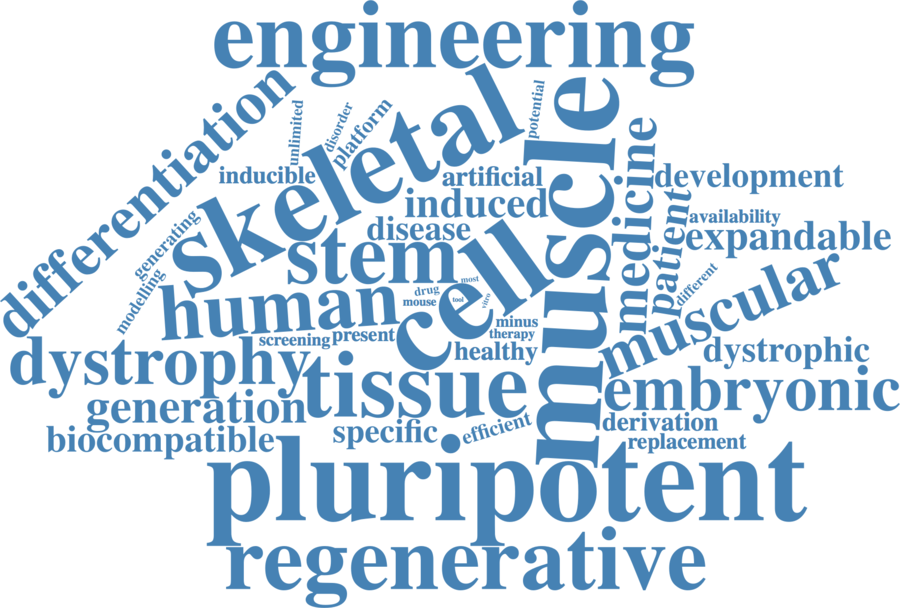 engineering
differentiation
skeletal
muscle
unlimited
disorder
platform
potential
inducible
artificial
medicine
development
induced
patient
availability
generating
disease
expandable
stem
modelling
human
drug
most
mouse
tool
vitro
different
muscular
cell
minus
screening
present
therapy
healthy
dystrophy
dystrophic
tissue
embryonic
generation
specific
efficient
derivation
biocompatible
replacement
pluripotent
regenerative